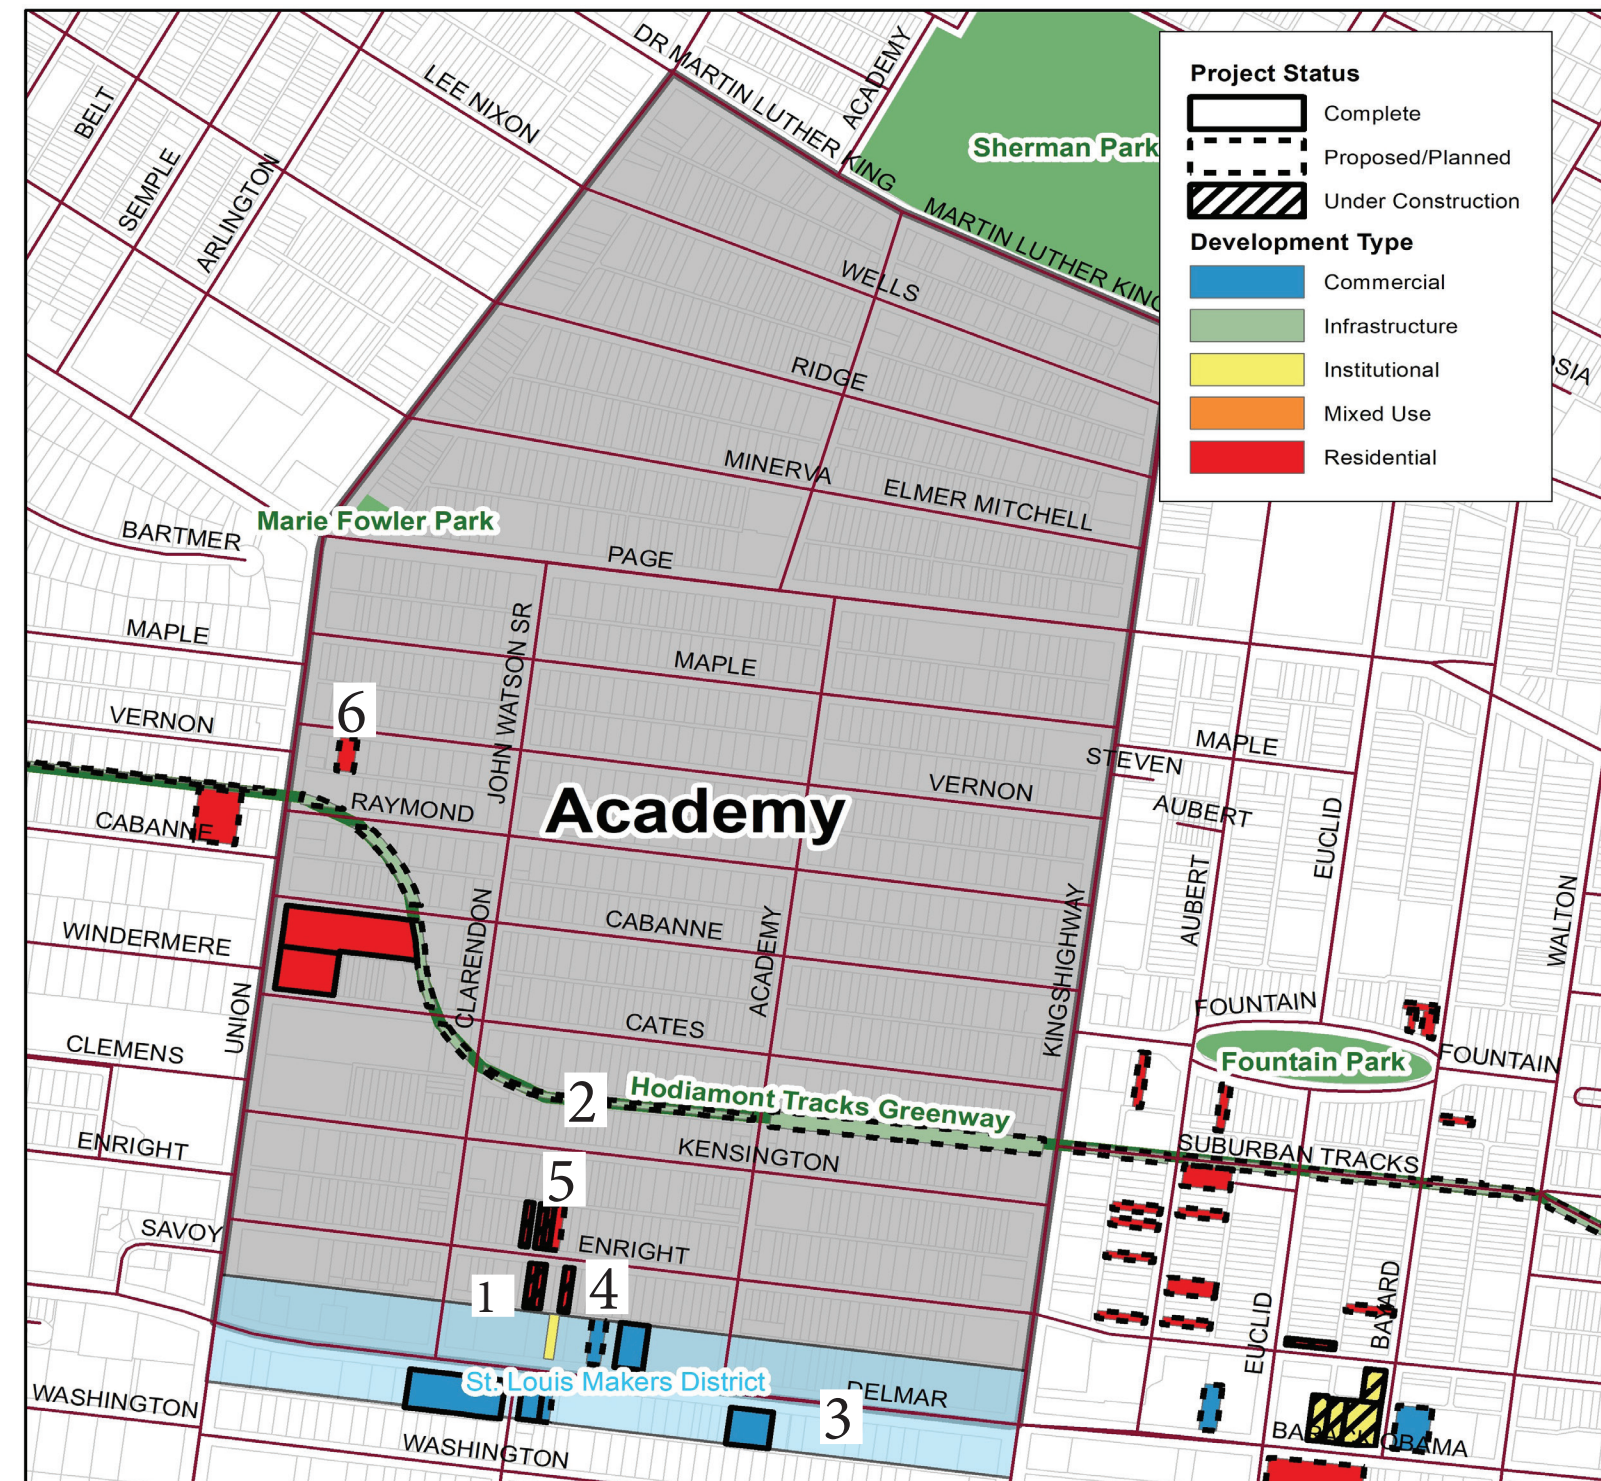 DR MARTIN LUTHER KING
ACADEMY
LEE NIXON
BELT
SEMPLE
ARLINGTON
Sherman Park
MARTIN LUTHER KING
Project Status
Complete
Proposed/Planned
Under Construction
Development Type
Commercial
Infrastructure
Institutional
Mixed Use
Residential
WELLS
RIDGE
MINERVA
ELMER MITCHELL
Marie Fowler Park
BARTMER
PAGE
MAPLE
MAPLE
JOHN WATSON SR
VERNON
6
STEVEN
MAPLE
VERNON
AUBERT
RAYMOND
Academy
CABANNE
EUCLID
AUBERT
WALTON
CABANNE
CLARENDON
ACADEMY
KINGSHIGHWAY
WINDERMERE
UNION
CATES
FOUNTAIN
Fountain Park
FOUNTAIN
CLEMENS
2
Hodiamont Tracks Greenway
ENRIGHT
KENSINGTON
SUBURBAN TRACKS
5
SAVOY
ENRIGHT
1
4
BAYARD
EUCLID
St. Louis Makers District
DELMAR
3
WASHINGTON
WASHINGTON
BARACK OBAMA